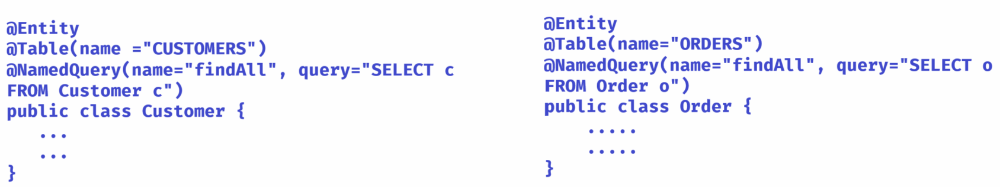 @Entity
@Table(name ="CUSTOMERS")
@NamedQuery(name="findAll", query="SELECT c
FROM Customer c")
public class Customer {
...
...
}
@Entity
@Table(name="ORDERS")
@NamedQuery(name="findAll", query="SELECT o
FROM Order o")
public class Order {
.....
.....
}